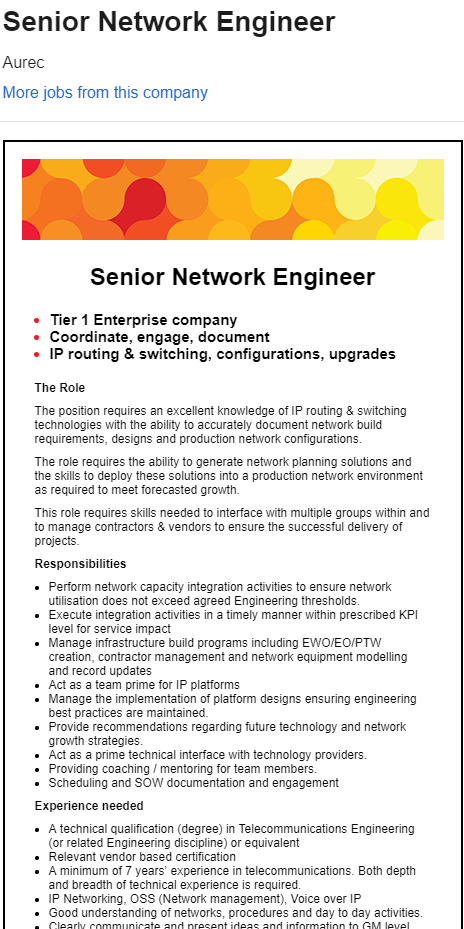 Senior Network Engineer
Aurec
More jobs from this company
Senior Network Engineer
Tier 1 Enterprise company
Coordinate, engage, document
IP routing & switching, configurations, upgrades
The Role
The position requires an excellent knowledge of IP routing & switching
technologies with the ability to accurately document network build
requirements, designs and production network configurations.
The role requires the ability to generate network planning solutions and
the skills to deploy these solutions into a production network environment
as required to meet forecasted growth.
This role requires skills needed to interface with multiple groups within and
to manage contractors & vendors to ensure the successful delivery of
projects.
Responsibilities
Perform network capacity integration activities to ensure network
utilisation does not exceed agreed Engineering thresholds.
Execute integration activities in a timely manner within prescribed KPI
level for service impact
Manage infrastructure build programs including EWO/EO/PTW
creation, contractor management and network equipment modelling
and record updates
Act as a team prime for IP platforms
Manage the implementation of platform designs ensuring engineering
best practices are maintained.
Provide recommendations regarding future technology and network
growth strategies.
Act as a prime technical interface with technology providers.
Providing coaching / mentoring for team members.
Scheduling and SOW documentation and engagement
Experience needed
A technical qualification (degree) in Telecommunications Engineering
(or related Engineering discipline) or equivalent
Relevant vendor based certification
A minimum of 7 years' experience in telecommunications. Both depth
and breadth of technical experience is required.
IP Networking, OSS (Network management), Voice over IP
Good understanding of networks, procedures and day to day activities.
Clearly communicate and present ideas and information to GM level